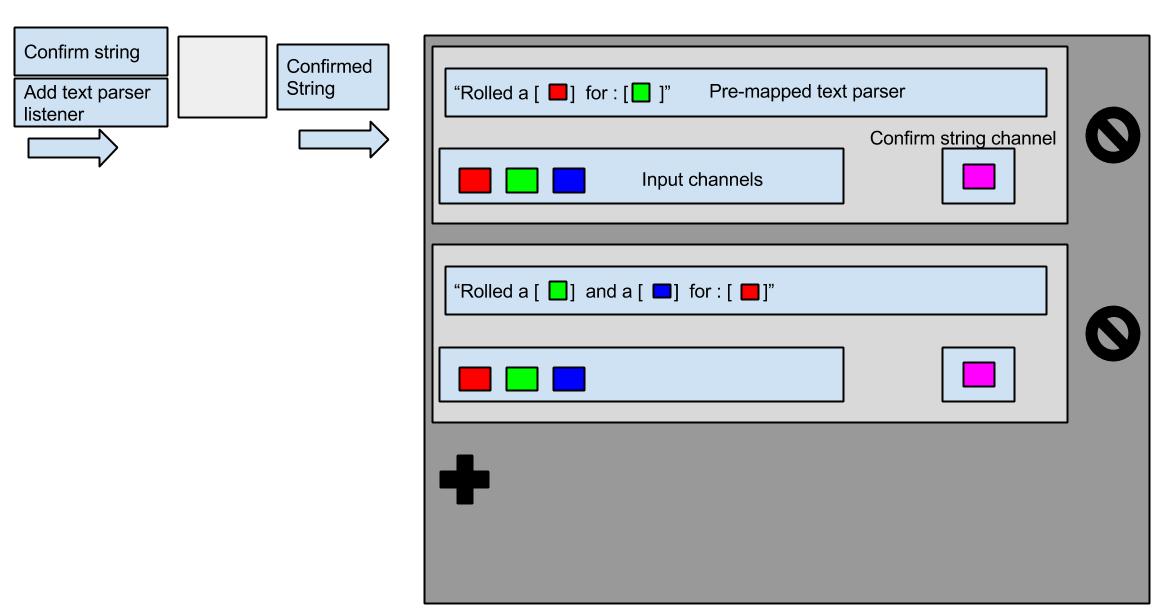 Confirm string
Add text parser
listener
Confirmed
String
“Rolled a [ ] for : [ ]” Pre-mapped text parser
Confirm string channel
Input channels
“Rolled a [ ] and a [ ] for : [ ]”